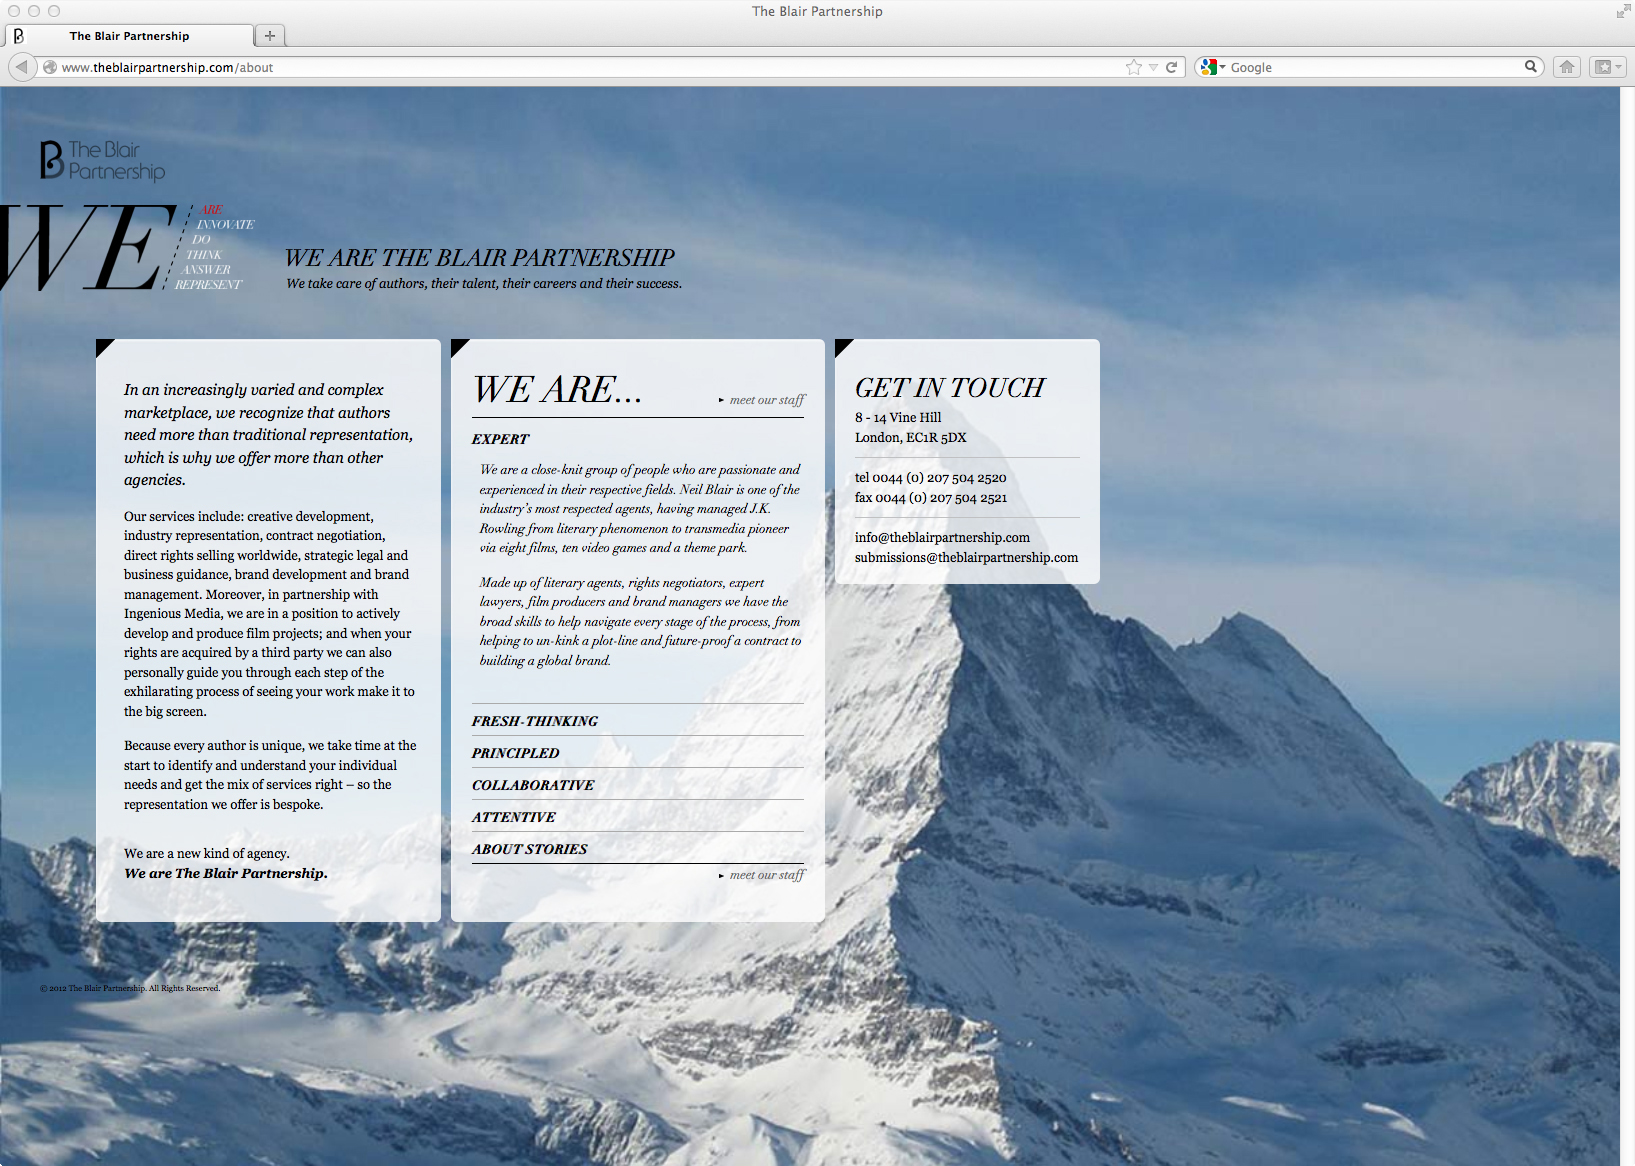 The Blair Partnership
The Blair Partnership
www.theblairpartnership.com/about
Google
The Blair
Partnership
WE
ARE
INNOVATE
DO
THINK
ANSWER
REPRESENT
WE ARE THE BLAIR PARTNERSHIP
We take care of authors, their talent, their careers and their success.
In an increasingly varied and complex
marketplace, we recognize that authors
need more than traditional representation,
which is why we offer more than other
agencies.
Our services include: creative development,
industry representation, contract negotiation,
direct rights selling worldwide, strategic legal and
business guidance, brand development and brand
management. Moreover, in partnership with
Ingenious Media, we are in a position to actively
develop and produce film projects; and when your
rights are acquired by a third party we can also
personally guide you through each step of the
exhilarating process of seeing your work make it to
the big screen.
Because every author is unique, we take time at the
start to identify and understand your individual
needs and get the mix of services right – so the
representation we offer is bespoke.
We are a new kind of agency.
We are The Blair Partnership.
WE ARE...
meet our staff
EXPERT
We are a close-knit group of people who are passionate and
experienced in their respective fields. Neil Blair is one of the
industry's most respected agents, having managed J.K.
Rowling from literary phenomenon to transmedia pioneer
via eight films, ten video games and a theme park.
Made up of literary agents, rights negotiators, expert
lawyers, film producers and brand managers we have the
broad skills to help navigate every stage of the process, from
helping to un-kink a plot-line and future-proof a contract to
building a global brand.
FRESH-THINKING
PRINCIPLED
COLLABORATIVE
ATTENTIVE
ABOUT STORIES
meet our staff
GET IN TOUCH
8 - 14 Vine Hill
London, EC1R 5DX
tel 0044 (0) 207 504 2520
fax 0044 (0) 207 504 2521
info@theblairpartnership.com
submissions@theblairpartnership.com
© 2012 The Blair Partnership. All Rights Reserved.